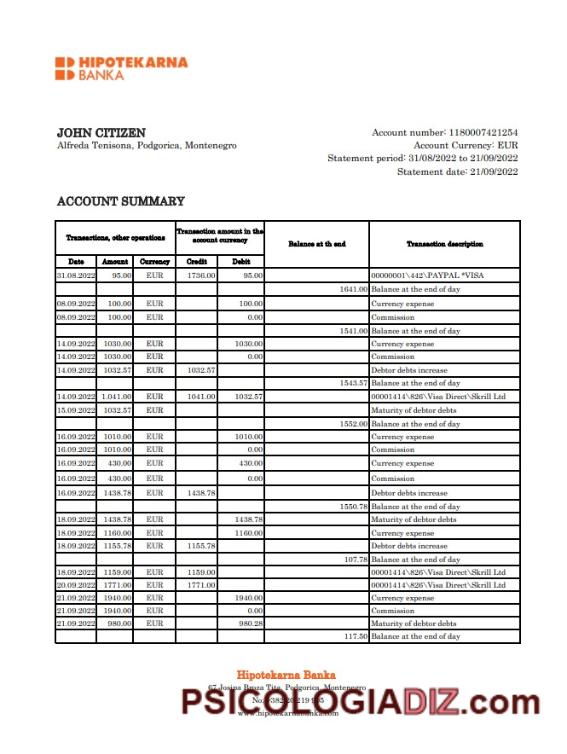 HIPOTEKARNA
BANKA
JOHN CITIZEN
Alfreda Tenisona, Podgorica, Montenegro
Account number: 1180007421254
Account Currency: EUR
Statement period: 31/08/2022 to 21/09/2022
Statement date: 21/09/2022
ACCOUNT SUMMARY
Transactions, other operations Transaction amount in the account currency Balance at th end Transaction description
Date Amount Currency Credit Debit
31.08.2022 95.00 EUR 1736.00 95.00 00000001\442\PAYPAL *VISA
1641.00 Balance at the end of day
08.09.2022 100.00 EUR 100.00 Currency expense
08.09.2022 100.00 EUR 0.00 Commission
1541.00 Balance at the end of day
14.09.2022 1030.00 EUR 1030.00 Currency expense
14.09.2022 1030.00 EUR 0.00 Commission
14.09.2022 1032.57 EUR 1032.57 Debtor debts increase
1543.57 Balance at the end of day
14.09.2022 1.041.00 EUR 1041.00 1032.57 00001414\826\Visa Direct\Skrill Ltd
15.09.2022 1032.57 EUR Maturity of debtor debts
1552.00 Balance at the end of day
16.09.2022 1010.00 EUR 1010.00 Currency expense
16.09.2022 1010.00 EUR 0.00 Commission
16.09.2022 430.00 EUR 430.00 Currency expense
16.09.2022 430.00 EUR 0.00 Commission
16.09.2022 1438.78 EUR 1438.78 Debtor debts increase
1550.78 Balance at the end of day
18.09.2022 1438.78 EUR 1438.78 Maturity of debtor debts
18.09.2022 1160.00 EUR 1160.00 Currency expense
18.09.2022 1155.78 EUR 1155.78 Debtor debts increase
107.78 Balance at the end of day
18.09.2022 1159.00 EUR 1159.00 00001414\826\Visa Direct\Skrill Ltd
20.09.2022 1771.00 EUR 1771.00 00001414\826\Visa Direct\Skrill Ltd
21.09.2022 1940.00 EUR 1940.00 Currency expense
21.09.2022 1940.00 EUR 0.00 Commission
21.09.2022 980.00 EUR 980.28 Maturity of debtor debts
117.50 Balance at the end of day
Hipotekarna Banka
67 Josipa Broza Tita, Podgorica, Montenegro
PSICOLOGIADIZ.com
www.hipotekarnabanka.com